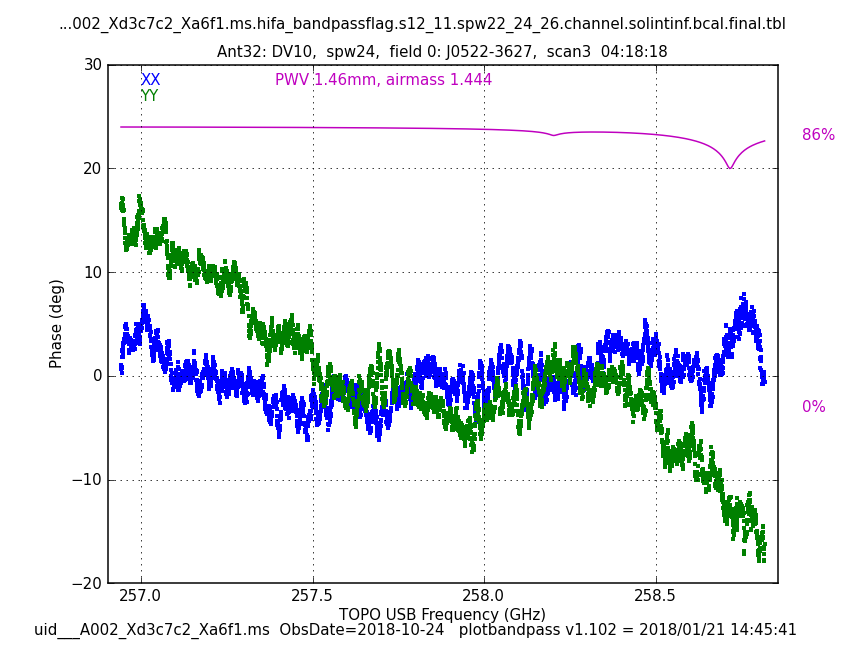 ...002_Xd3c7c2_Xa6f1.ms.hifa_bandpassflag.s12_11.spw22_24_26.channel.solintinf.bcal.final.tbl
Ant32: DV10,  spw24,  field 0: J0522-3627,  scan3  04:18:18
XX
YY
PWV 1.46mm, airmass 1.444
86%
0%
Phase (deg)
30
20
10
0
−10
−20
257.0
257.5
258.0
258.5
TOPO USB Frequency (GHz)
uid___A002_Xd3c7c2_Xa6f1.ms  ObsDate=2018-10-24   plotbandpass v1.102 = 2018/01/21 14:45:41